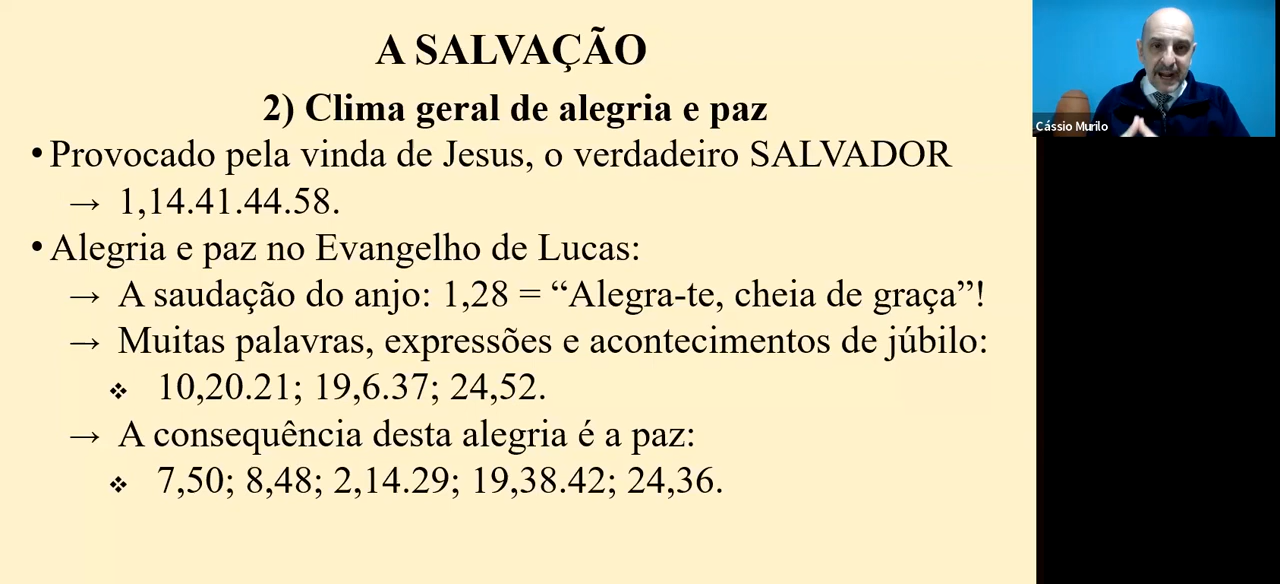 A SALVAÇÃO
2) Clima geral de alegria e paz
• Provocado pela vinda de Jesus, o verdadeiro SALVADOR
→ 1,14.41.44.58.
• Alegria e paz no Evangelho de Lucas:
→ A saudação do anjo: 1,28 = “Alegra-te, cheia de graça”!
→ Muitas palavras, expressões e acontecimentos de júbilo:
❖ 10,20.21; 19,6.37; 24,52.
→ A consequência desta alegria é a paz:
❖ 7,50; 8,48; 2,14.29; 19,38.42; 24,36.
Cássio Murilo